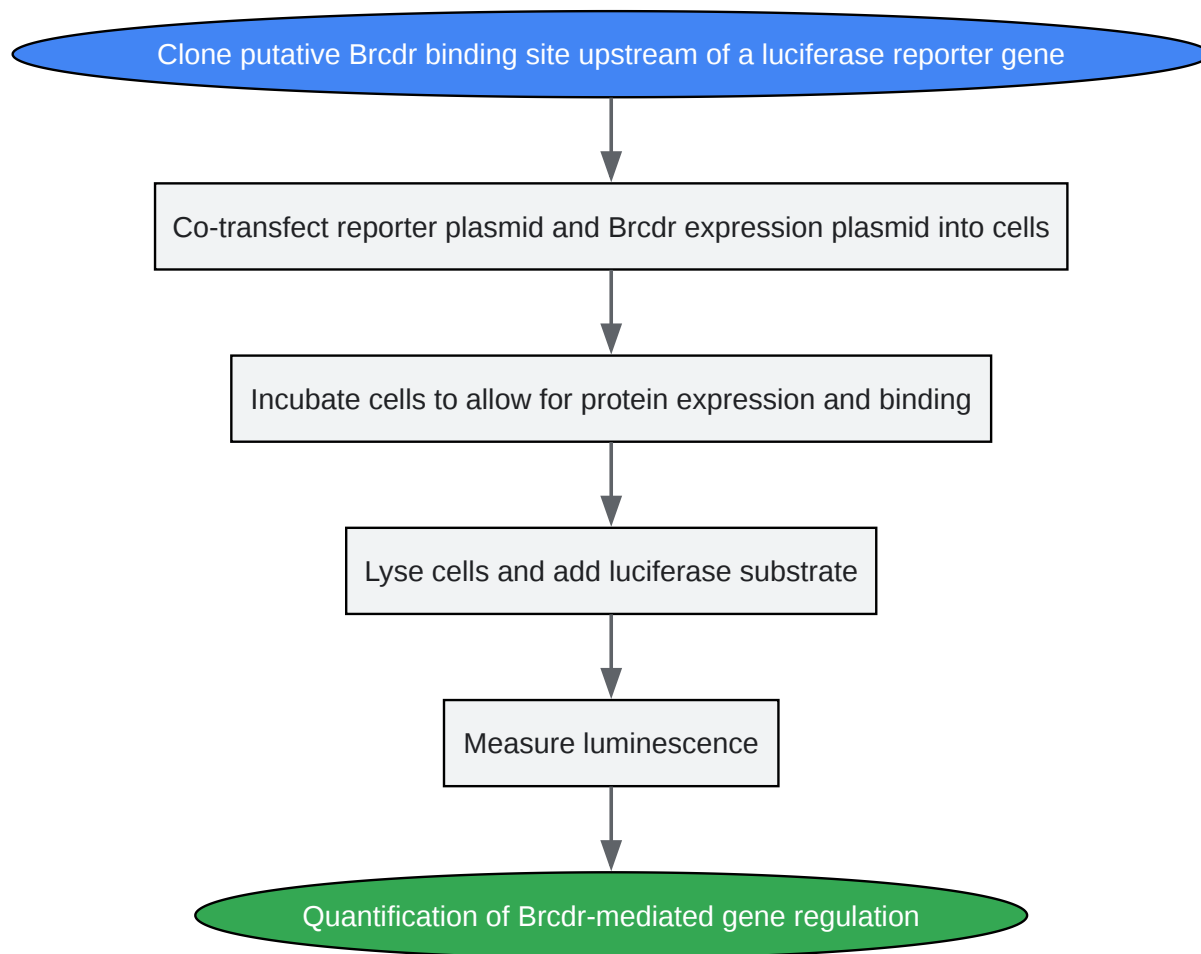 Clone putative Brcdr binding site upstream of a luciferase reporter gene
Co-transfect reporter plasmid and Brcdr expression plasmid into cells
Incubate cells to allow for protein expression and binding
Lyse cells and add luciferase substrate
Measure luminescence
Quantification of Brcdr-mediated gene regulation